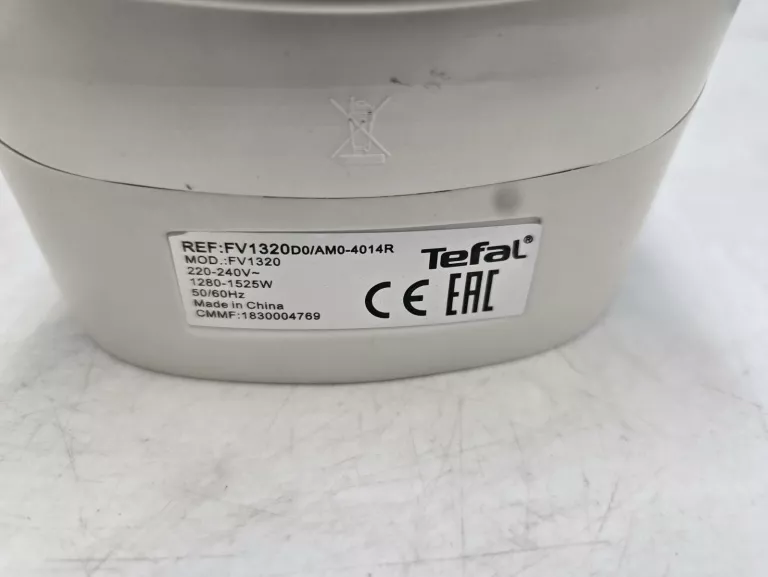 REF:FV1320D0/AM0-4014R
MOD.:FV1320
220-240V~
1280-1525W
50/60Hz
Made in China
CMMF:1830004769
Tefal®
CE EAC